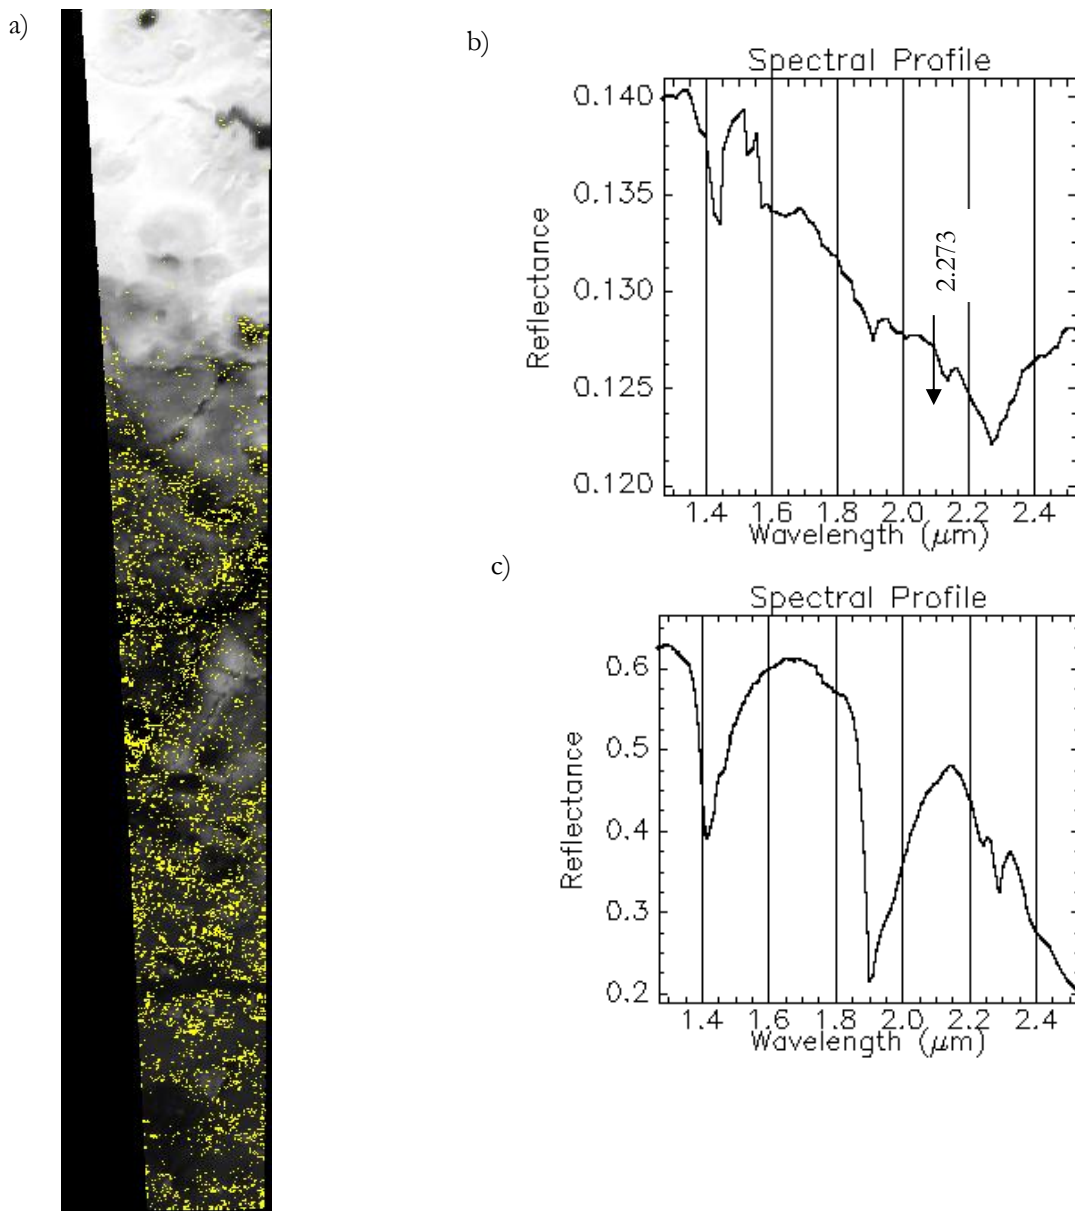 a)
b)
Spectral Profile
0.140
0.135
0.130
0.125
0.120
Reflectance
2.273
1.4 1.6 1.8 2.0 2.2 2.4
Wavelength (μm)
c)
Spectral Profile
0.6
0.5
0.4
0.3
0.2
Reflectance
1.4 1.6 1.8 2.0 2.2 2.4
Wavelength (μm)